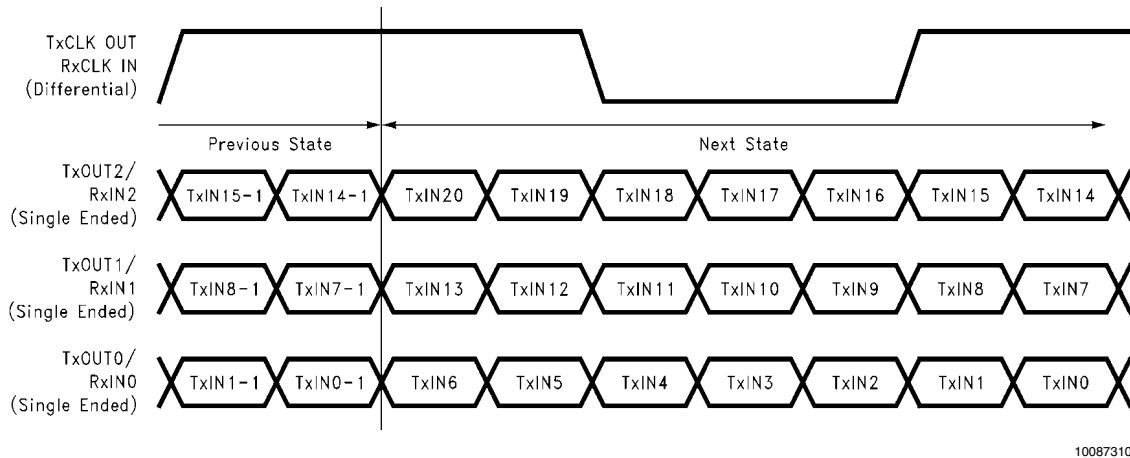 TxCLK OUT
RxCLK IN
(Differential)
Previous State
Next State
TxOUT2/
RxIN2
(Single Ended)
TxIN15-1 TxIN14-1 TxIN20 TxIN19 TxIN18 TxIN17 TxIN16 TxIN15 TxIN14
TxOUT1/
RxIN1
(Single Ended)
TxIN8-1 TxIN7-1 TxIN13 TxIN12 TxIN11 TxIN10 TxIN9 TxIN8 TxIN7
TxOUT0/
RxIN0
(Single Ended)
TxIN1-1 TxIN0-1 TxIN6 TxIN5 TxIN4 TxIN3 TxIN2 TxIN1 TxIN0
10087310